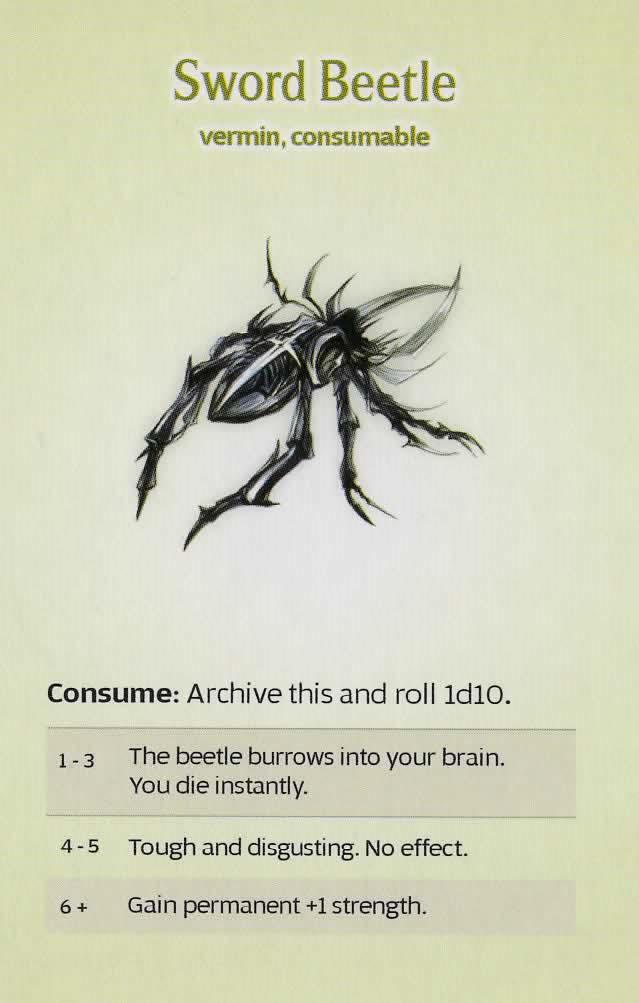 Sword Beetle
vermin, consumable
Consume: Archive this and roll 1d10.
1 - 3 The beetle burrows into your brain.
You die instantly.
4 - 5 Tough and disgusting. No effect.
6 + Gain permanent +1 strength.